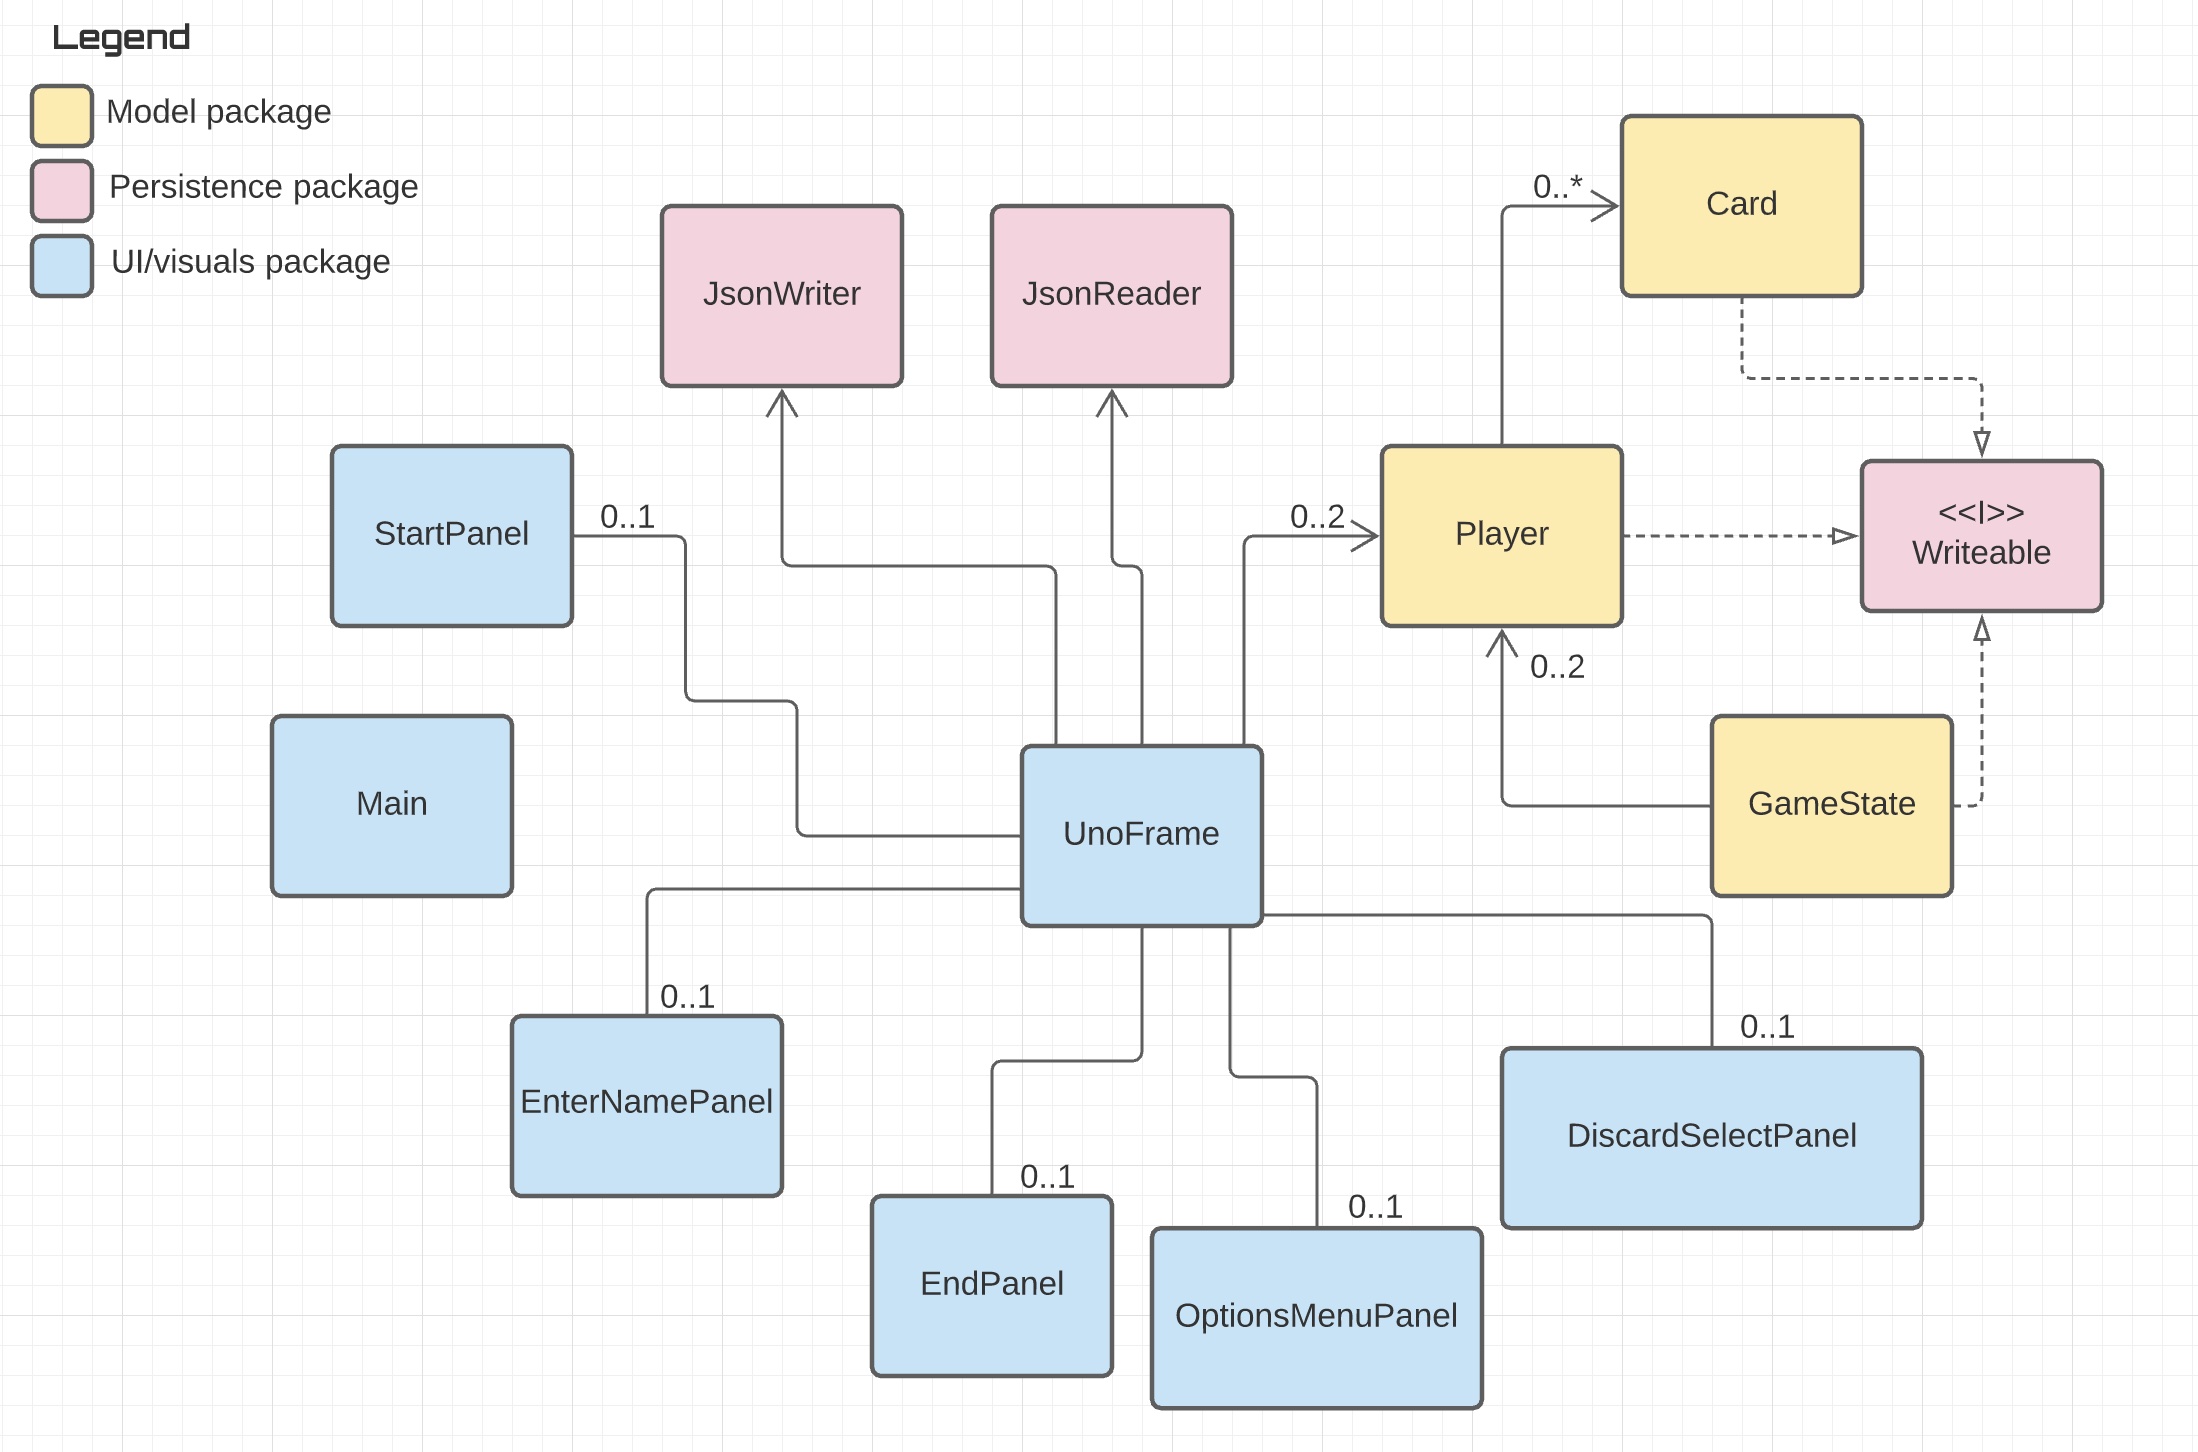 Legend
Model package
Persistence package
UI/visuals package
Card
0..*
JsonWriter
JsonReader
StartPanel
0..1
0..2
Player
<<I>>
Writeable
0..2
Main
UnoFrame
GameState
0..1
EnterNamePanel
0..1
DiscardSelectPanel
0..1
EndPanel
0..1
OptionsMenuPanel